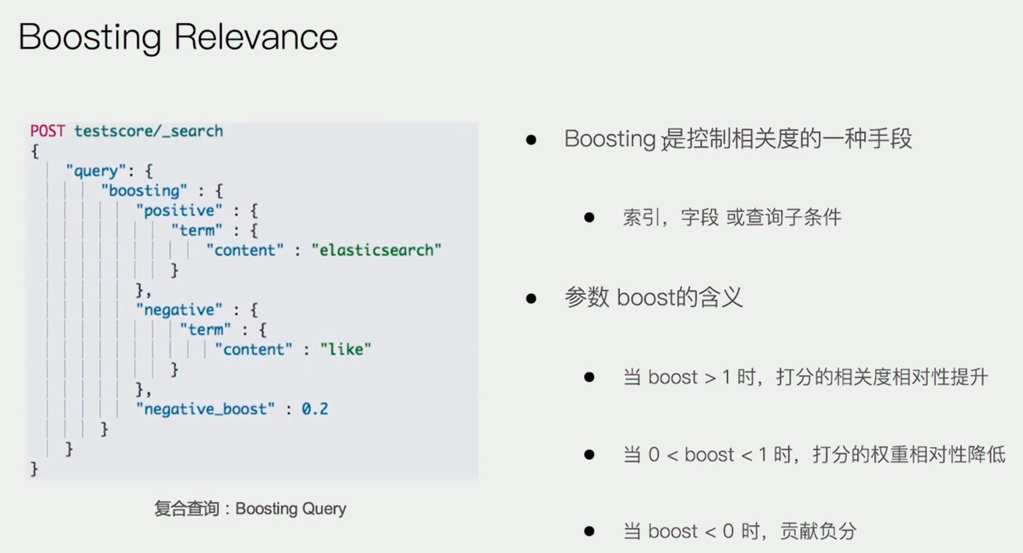 Boosting Relevance
POST testscore/_search
{
"query": {
"boosting" : {
"positive" : {
"term" : {
"content" : "elasticsearch"
}
},
"negative" : {
"term" : {
"content" : "like"
}
},
"negative_boost" : 0.2
}
}
}
复合查询：Boosting Query
● Boosting 是控制相关度的一种手段
● 索引，字段 或查询子条件
● 参数 boost的含义
● 当 boost > 1 时，打分的相关度相对性提升
● 当 0 < boost < 1 时，打分的权重相对性降低
● 当 boost < 0 时，贡献负分